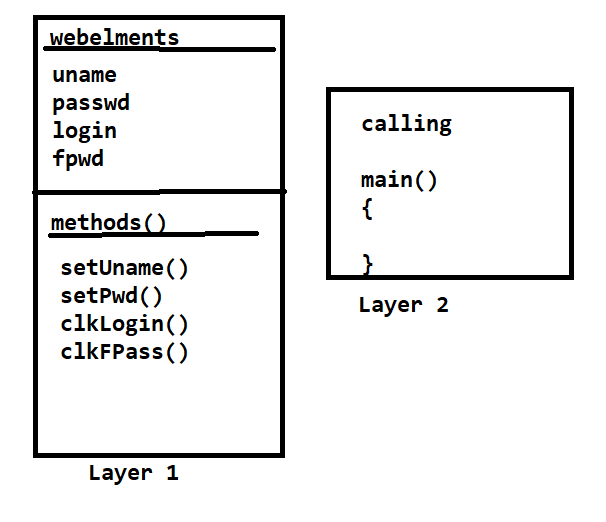 webelments
uname
passwd
login
fpwd
methods()
setUname()
setPwd()
clkLogin()
clkFPass()
Layer 1
calling
main()
{
}
Layer 2